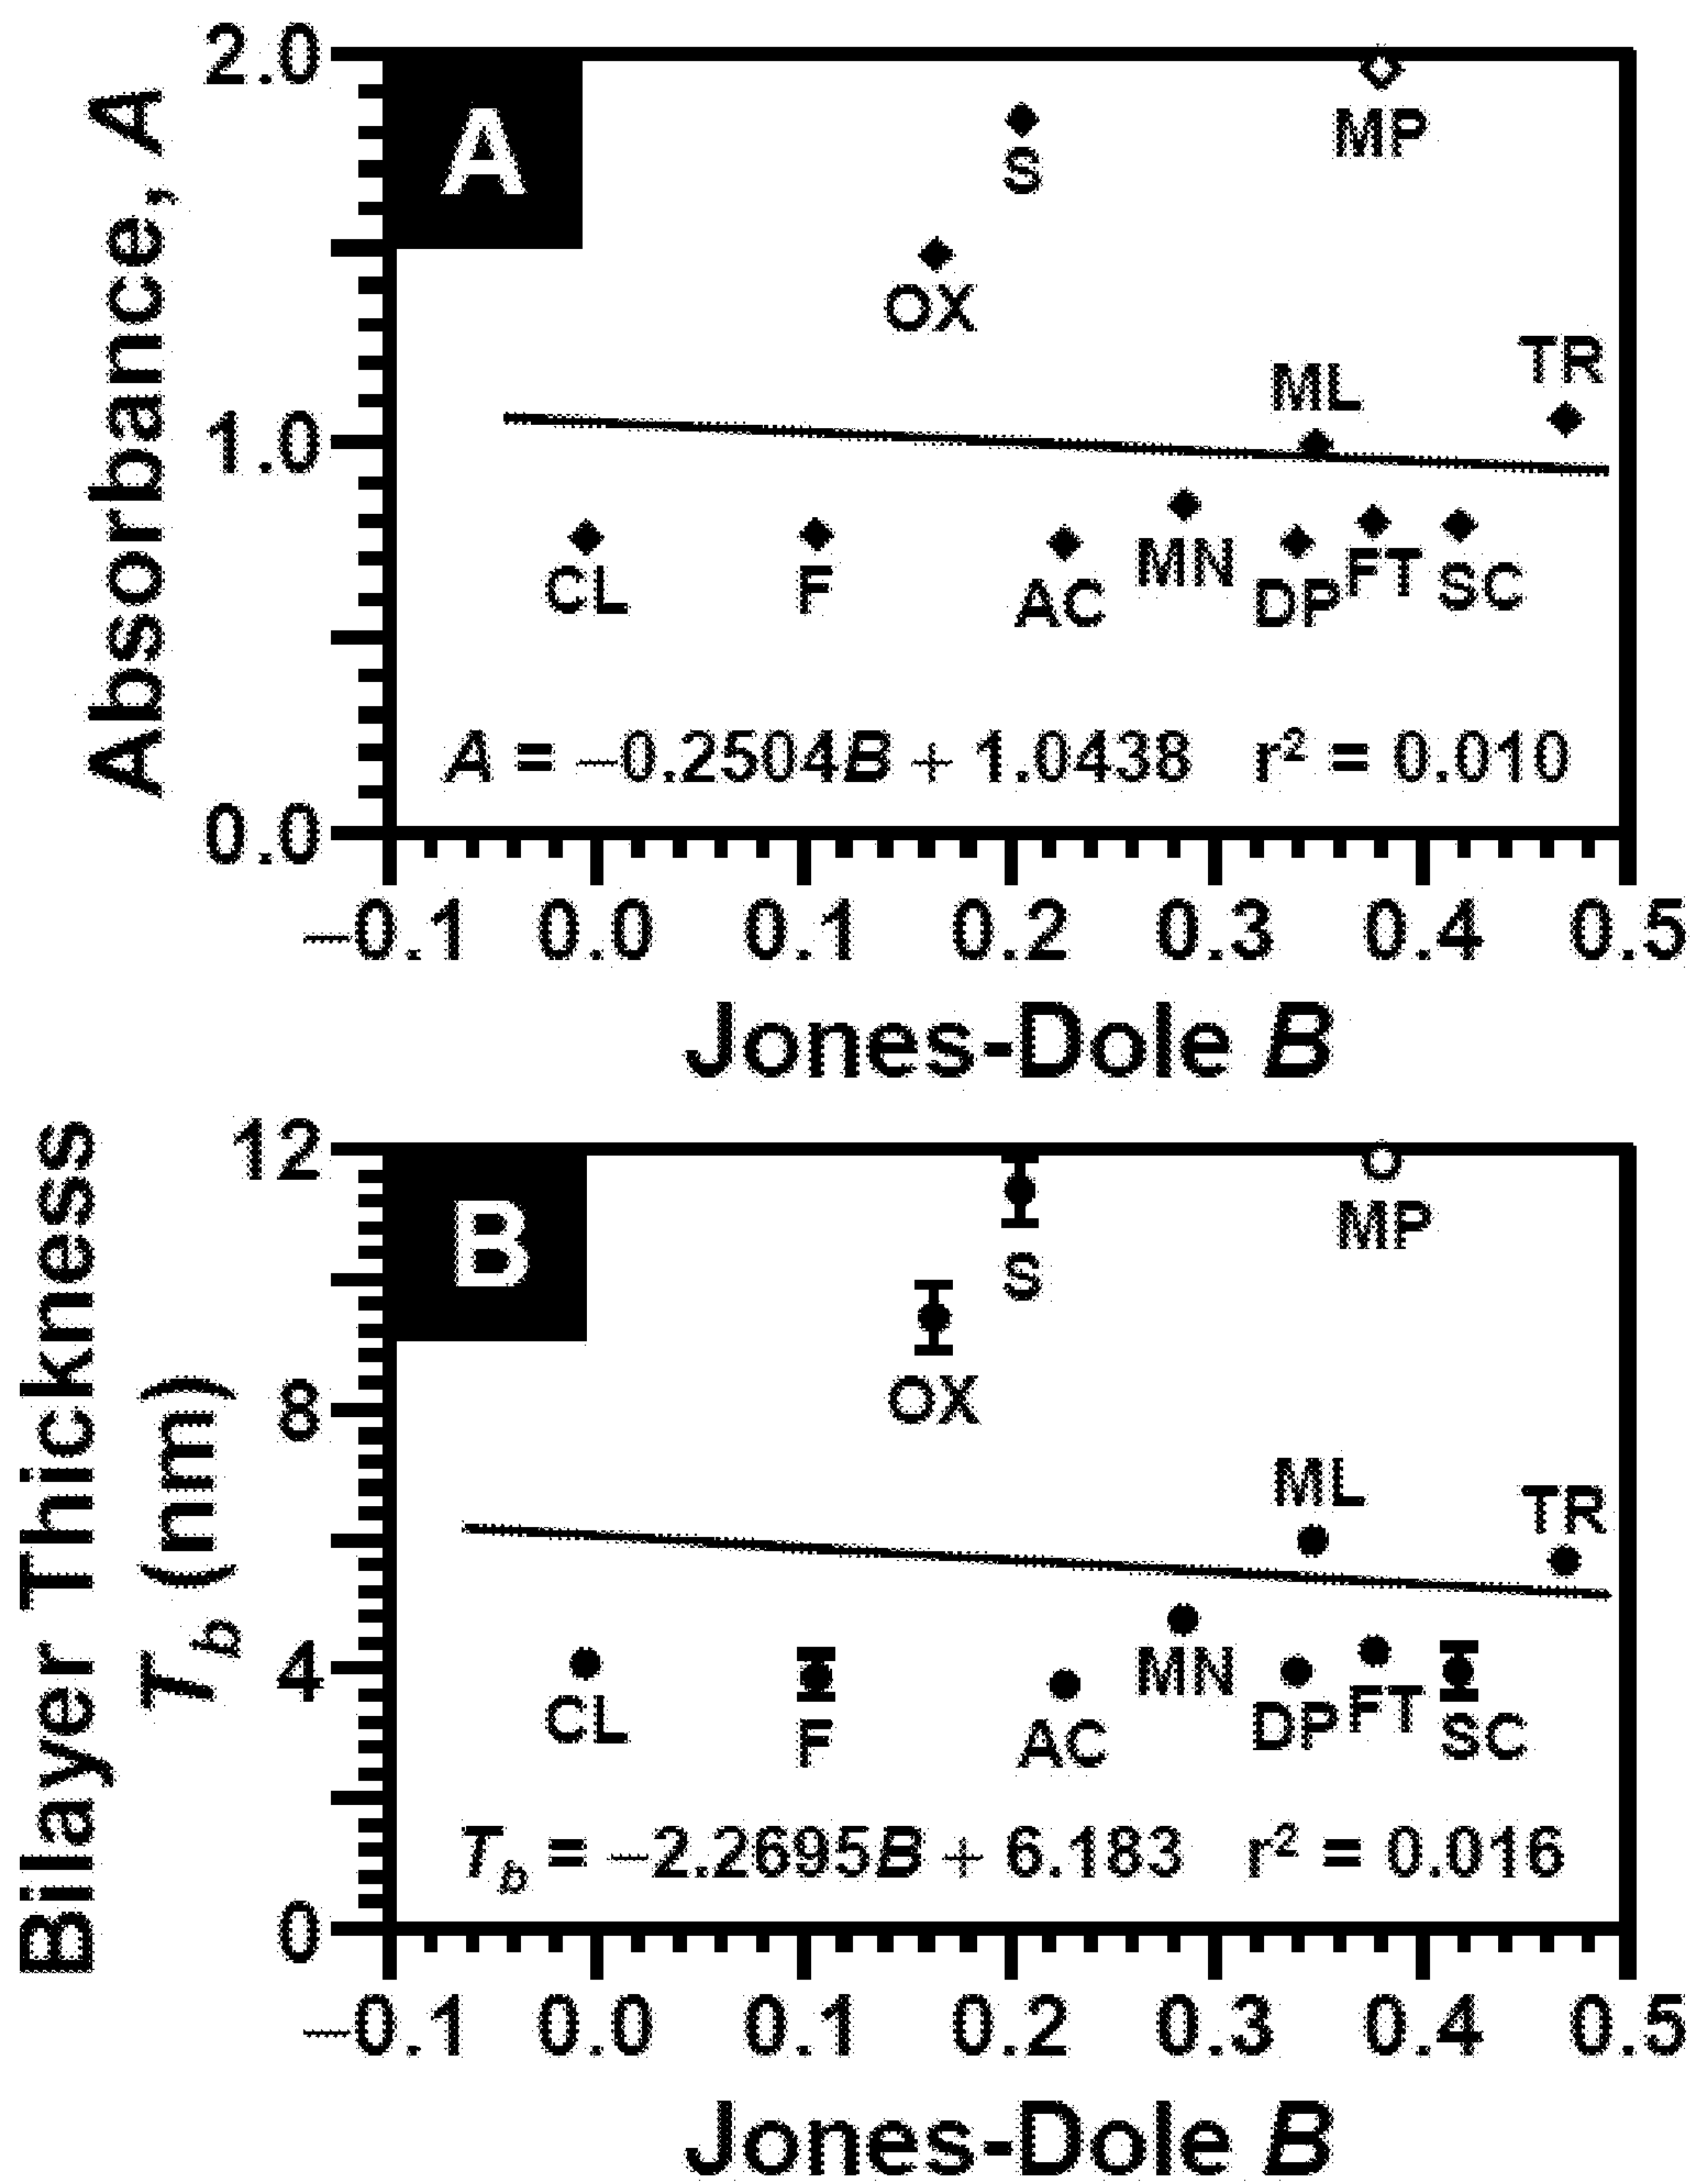 A
Absorbance, A
2.0
1.0
0.0
MP
S
OX
ML
TR
CL
F
AC
MN
DP
FT
SC
A = −0.2504B + 1.0438 r² = 0.010
−0.1 0.0 0.1 0.2 0.3 0.4 0.5
Jones-Dole B
B
Bilayer Thickness
T_b (nm)
12
8
4
0
MP
S
OX
ML
TR
CL
F
AC
MN
DP
FT
SC
T_b = −2.2695B + 6.183 r² = 0.016
−0.1 0.0 0.1 0.2 0.3 0.4 0.5
Jones-Dole B